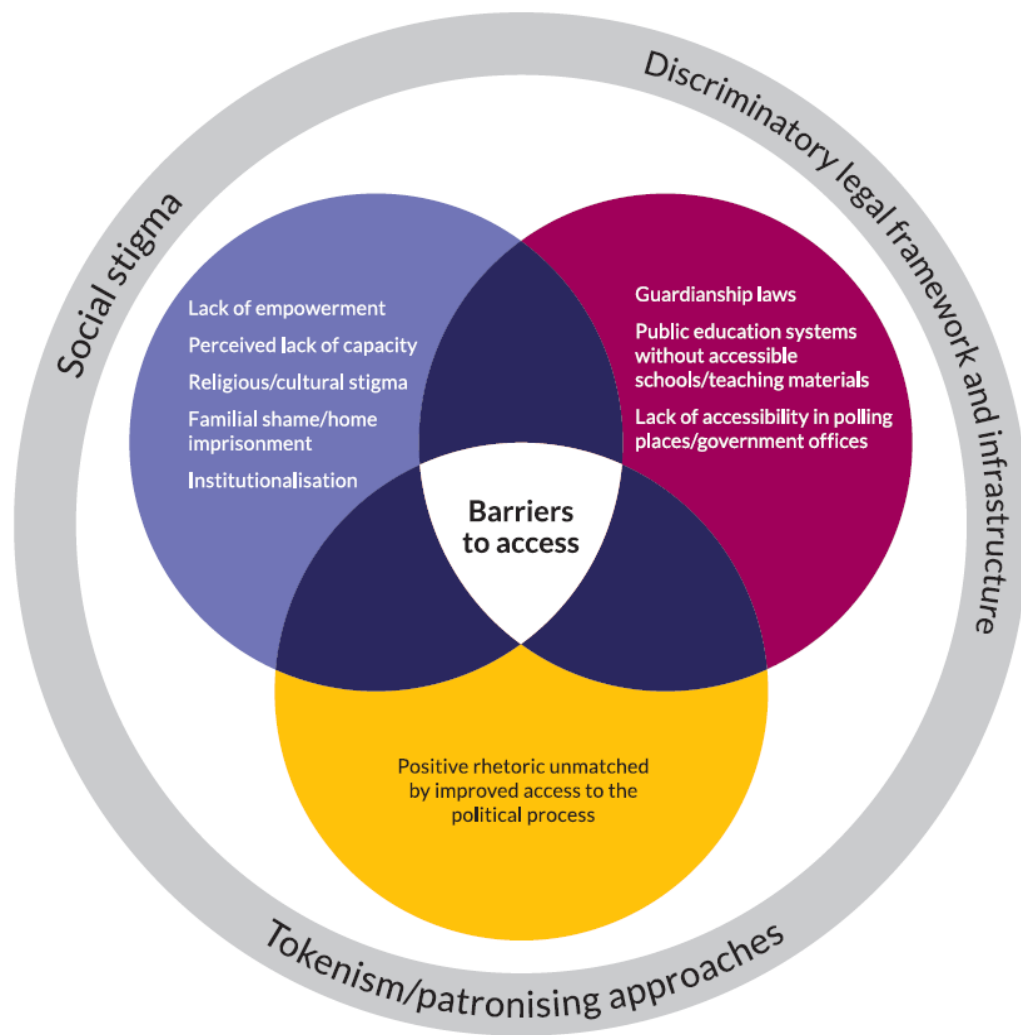 Social stigma
Discriminatory legal framework and infrastructure
Lack of empowerment
Perceived lack of capacity
Religious/cultural stigma
Familial shame/home
imprisonment
Institutionalisation
Guardianship laws
Public education systems
without accessible
schools/teaching materials
Lack of accessibility in polling
places/government offices
Barriers
to access
Positive rhetoric unmatched
by improved access to the
political process
Tokenism/patronising approaches